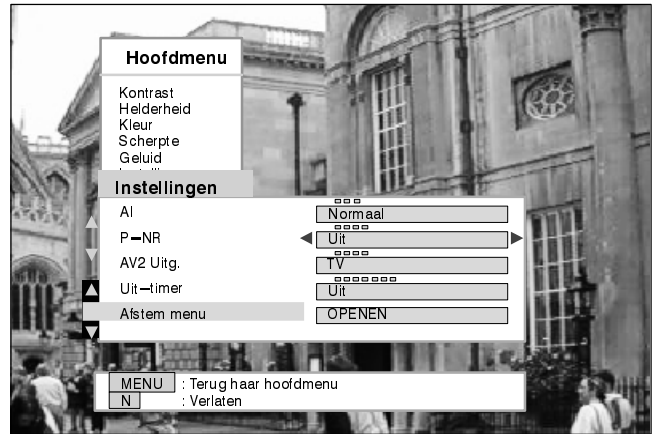 Hoofdmenu
Kontrast
Helderheid
Kleur
Scherpte
Geluid
Instellingen
AI Normaal
P–NR Uit
AV2 Uitg. TV
Uit–timer Uit
Afstem menu OPENEN
MENU : Terug haar hoofdmenu
N : Verlaten